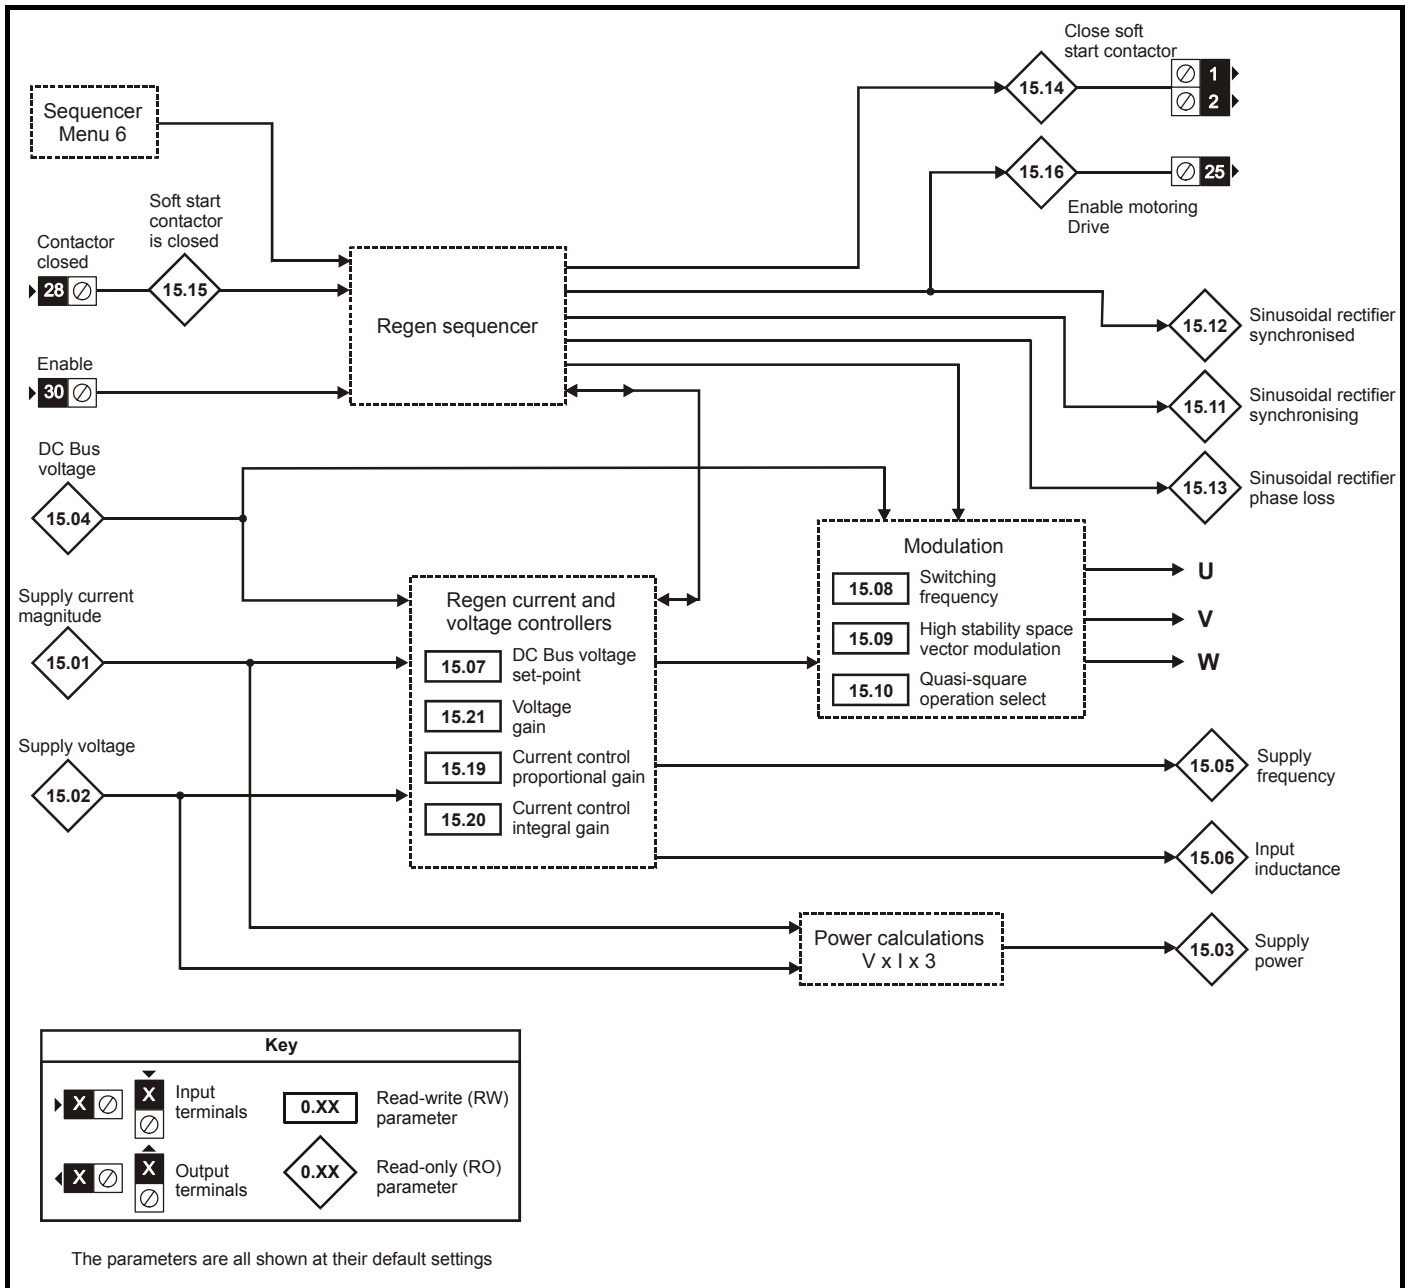 Close soft
start contactor
15.14
1
2
Sequencer
Menu 6
15.16
25
Enable motoring
Drive
Soft start
contactor
is closed
Contactor
closed
28
15.15
Regen sequencer
15.12
Sinusoidal rectifier
synchronised
Enable
30
15.11
Sinusoidal rectifier
synchronising
DC Bus
voltage
15.04
15.13
Sinusoidal rectifier
phase loss
Modulation
15.08
Switching
frequency
15.09
High stability space
vector modulation
15.10
Quasi-square
operation select
U
V
W
Supply current
magnitude
15.01
Regen current and
voltage controllers
15.07
DC Bus voltage
set-point
15.21
Voltage
gain
15.19
Current control
proportional gain
15.20
Current control
integral gain
Supply voltage
15.02
15.05
Supply
frequency
15.06
Input
inductance
Power calculations
V x I x 3
15.03
Supply
power
Key
X
X
Input
terminals
0.XX
Read-write (RW)
parameter
X
X
Output
terminals
0.XX
Read-only (RO)
parameter
The parameters are all shown at their default settings